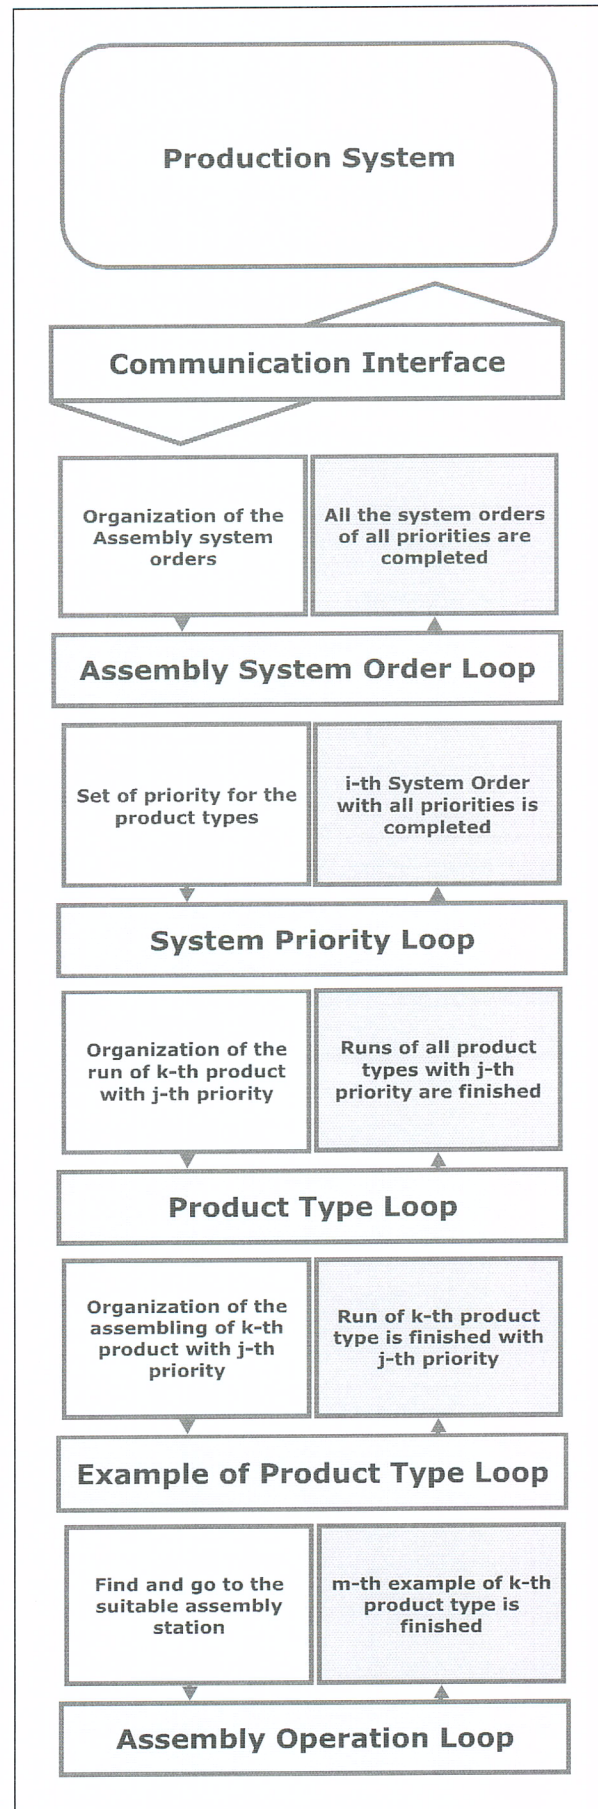 Production System
Communication Interface
Organization of the
Assembly system
orders
All the system orders
of all priorities are
completed
Assembly System Order Loop
Set of priority for the
product types
i-th System Order
with all priorities is
completed
System Priority Loop
Organization of the
run of k-th product
with j-th priority
Runs of all product
types with j-th
priority are finished
Product Type Loop
Organization of the
assembling of k-th
product with j-th
priority
Run of k-th product
type is finished with
j-th priority
Example of Product Type Loop
Find and go to the
suitable assembly
station
m-th example of k-th
product type is
finished
Assembly Operation Loop